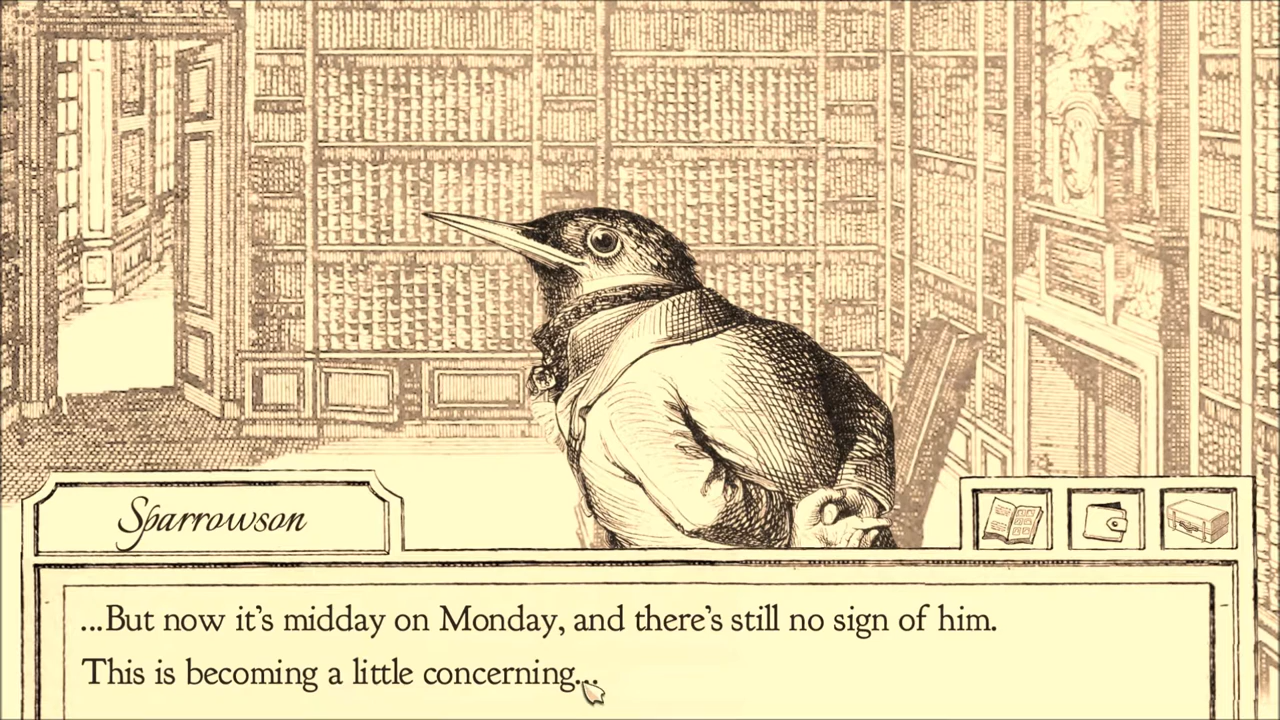 Sparrowson
...But now it's midday on Monday, and there's still no sign of him.
This is becoming a little concerning...